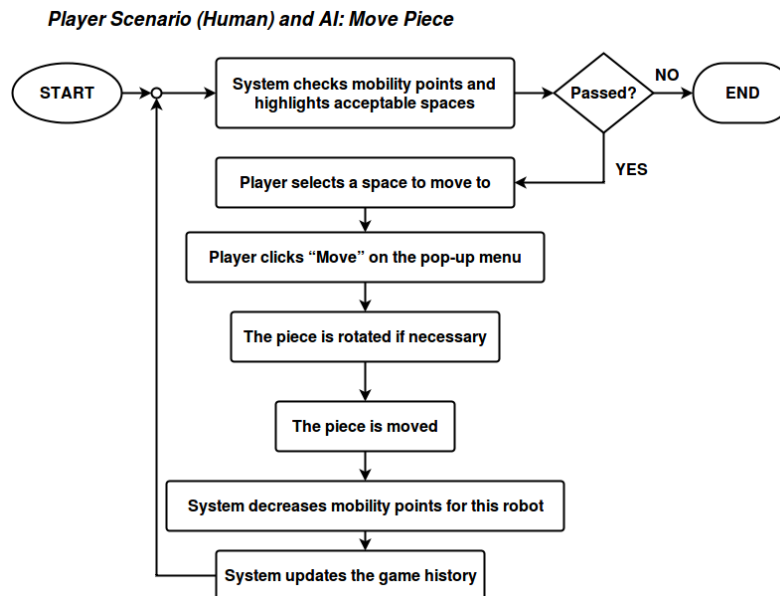 Player Scenario (Human) and AI: Move Piece
START
System checks mobility points and
highlights acceptable spaces
Passed?
NO
END
YES
Player selects a space to move to
Player clicks “Move” on the pop-up menu
The piece is rotated if necessary
The piece is moved
System decreases mobility points for this robot
System updates the game history